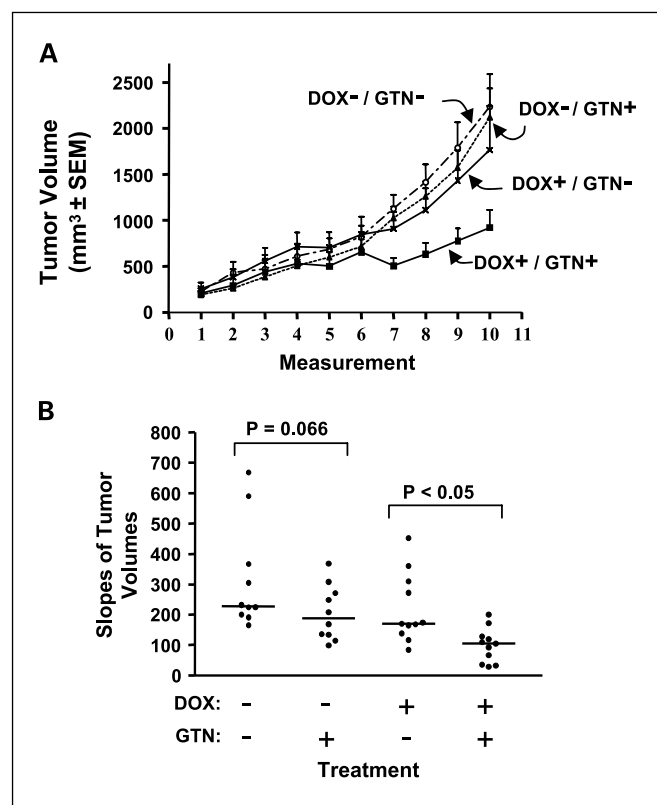 A
Tumor Volume
(mm³ ± SEM)
2500
2000
1500
1000
500
0
DOX- / GTN-
DOX- / GTN+
DOX+ / GTN-
DOX+ / GTN+
0 1 2 3 4 5 6 7 8 9 10 11
Measurement
B
Slopes of Tumor
Volumes
800
700
600
500
400
300
200
100
0
P = 0.066
P < 0.05
DOX: - - + +
GTN: - + - +
Treatment